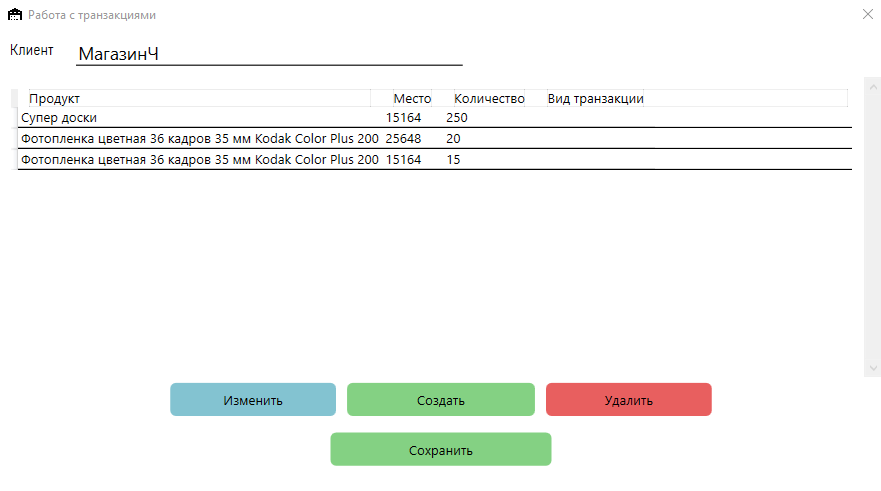 Работа с транзакциями
Клиент МагазинЧ
Продукт Место Количество Вид транзакции
Супер доски 15164 250
Фотопленка цветная 36 кадров 35 мм Kodak Color Plus 200 25648 20
Фотопленка цветная 36 кадров 35 мм Kodak Color Plus 200 15164 15
Изменить Создать Удалить
Сохранить